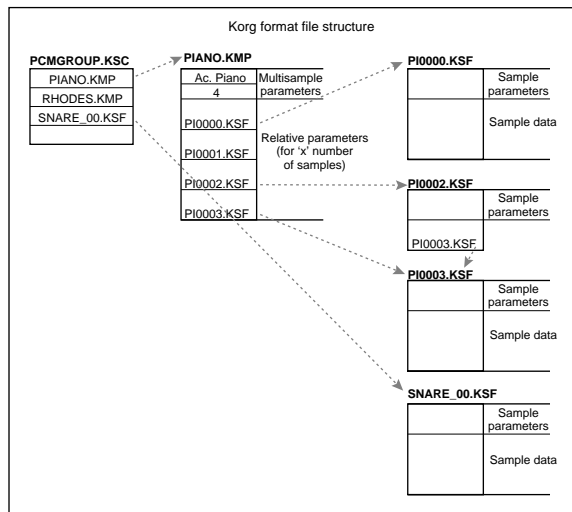 Korg format file structure
PCMGROUP.KSC
PIANO.KMP
RHODES.KMP
SNARE_00.KSF
PIANO.KMP
Ac. Piano
4
Multisample
parameters
PI0000.KSF
PI0001.KSF
PI0002.KSF
PI0003.KSF
Relative parameters
(for ‘x’ number
of samples)
PI0000.KSF
Sample
parameters
Sample data
PI0002.KSF
Sample
parameters
PI0003.KSF
PI0003.KSF
Sample
parameters
Sample data
SNARE_00.KSF
Sample
parameters
Sample data